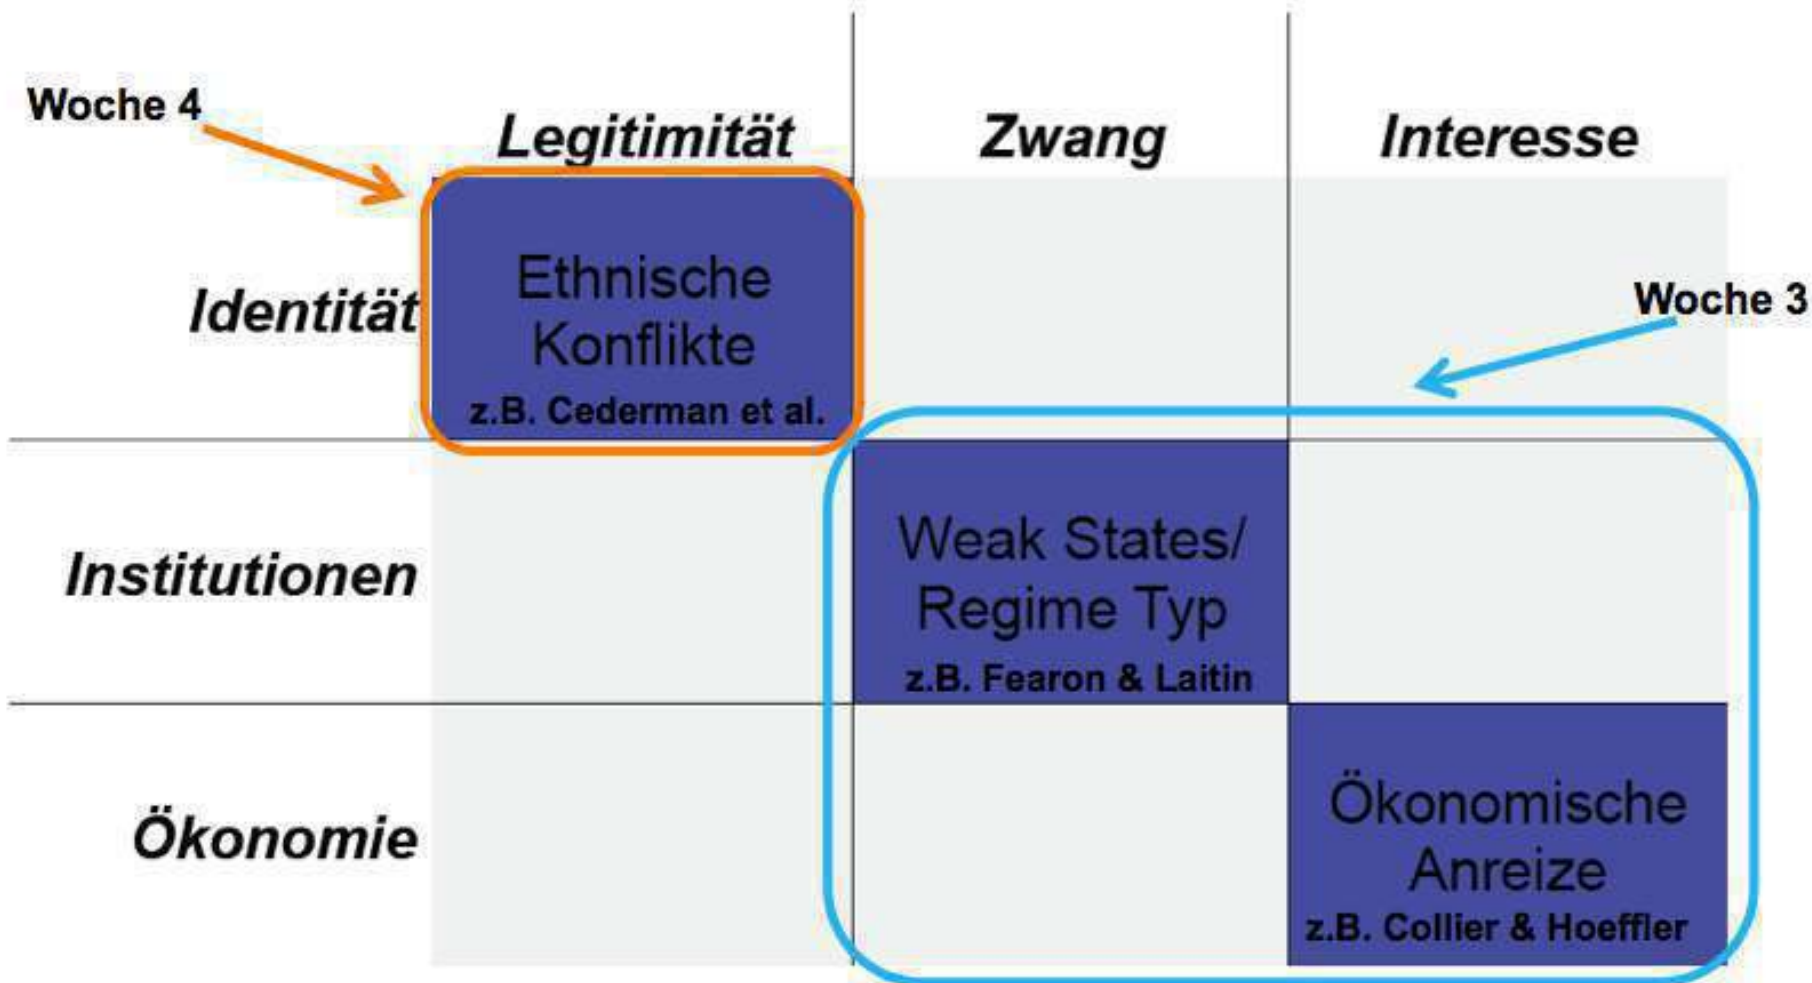 Woche 4
Legitimität Zwang Interesse
Identität
Ethnische
Konflikte
z.B. Cederman et al.
Woche 3
Institutionen
Weak States/
Regime Typ
z.B. Fearon & Laitin
Ökonomie
Ökonomische
Anreize
z.B. Collier & Hoeffler